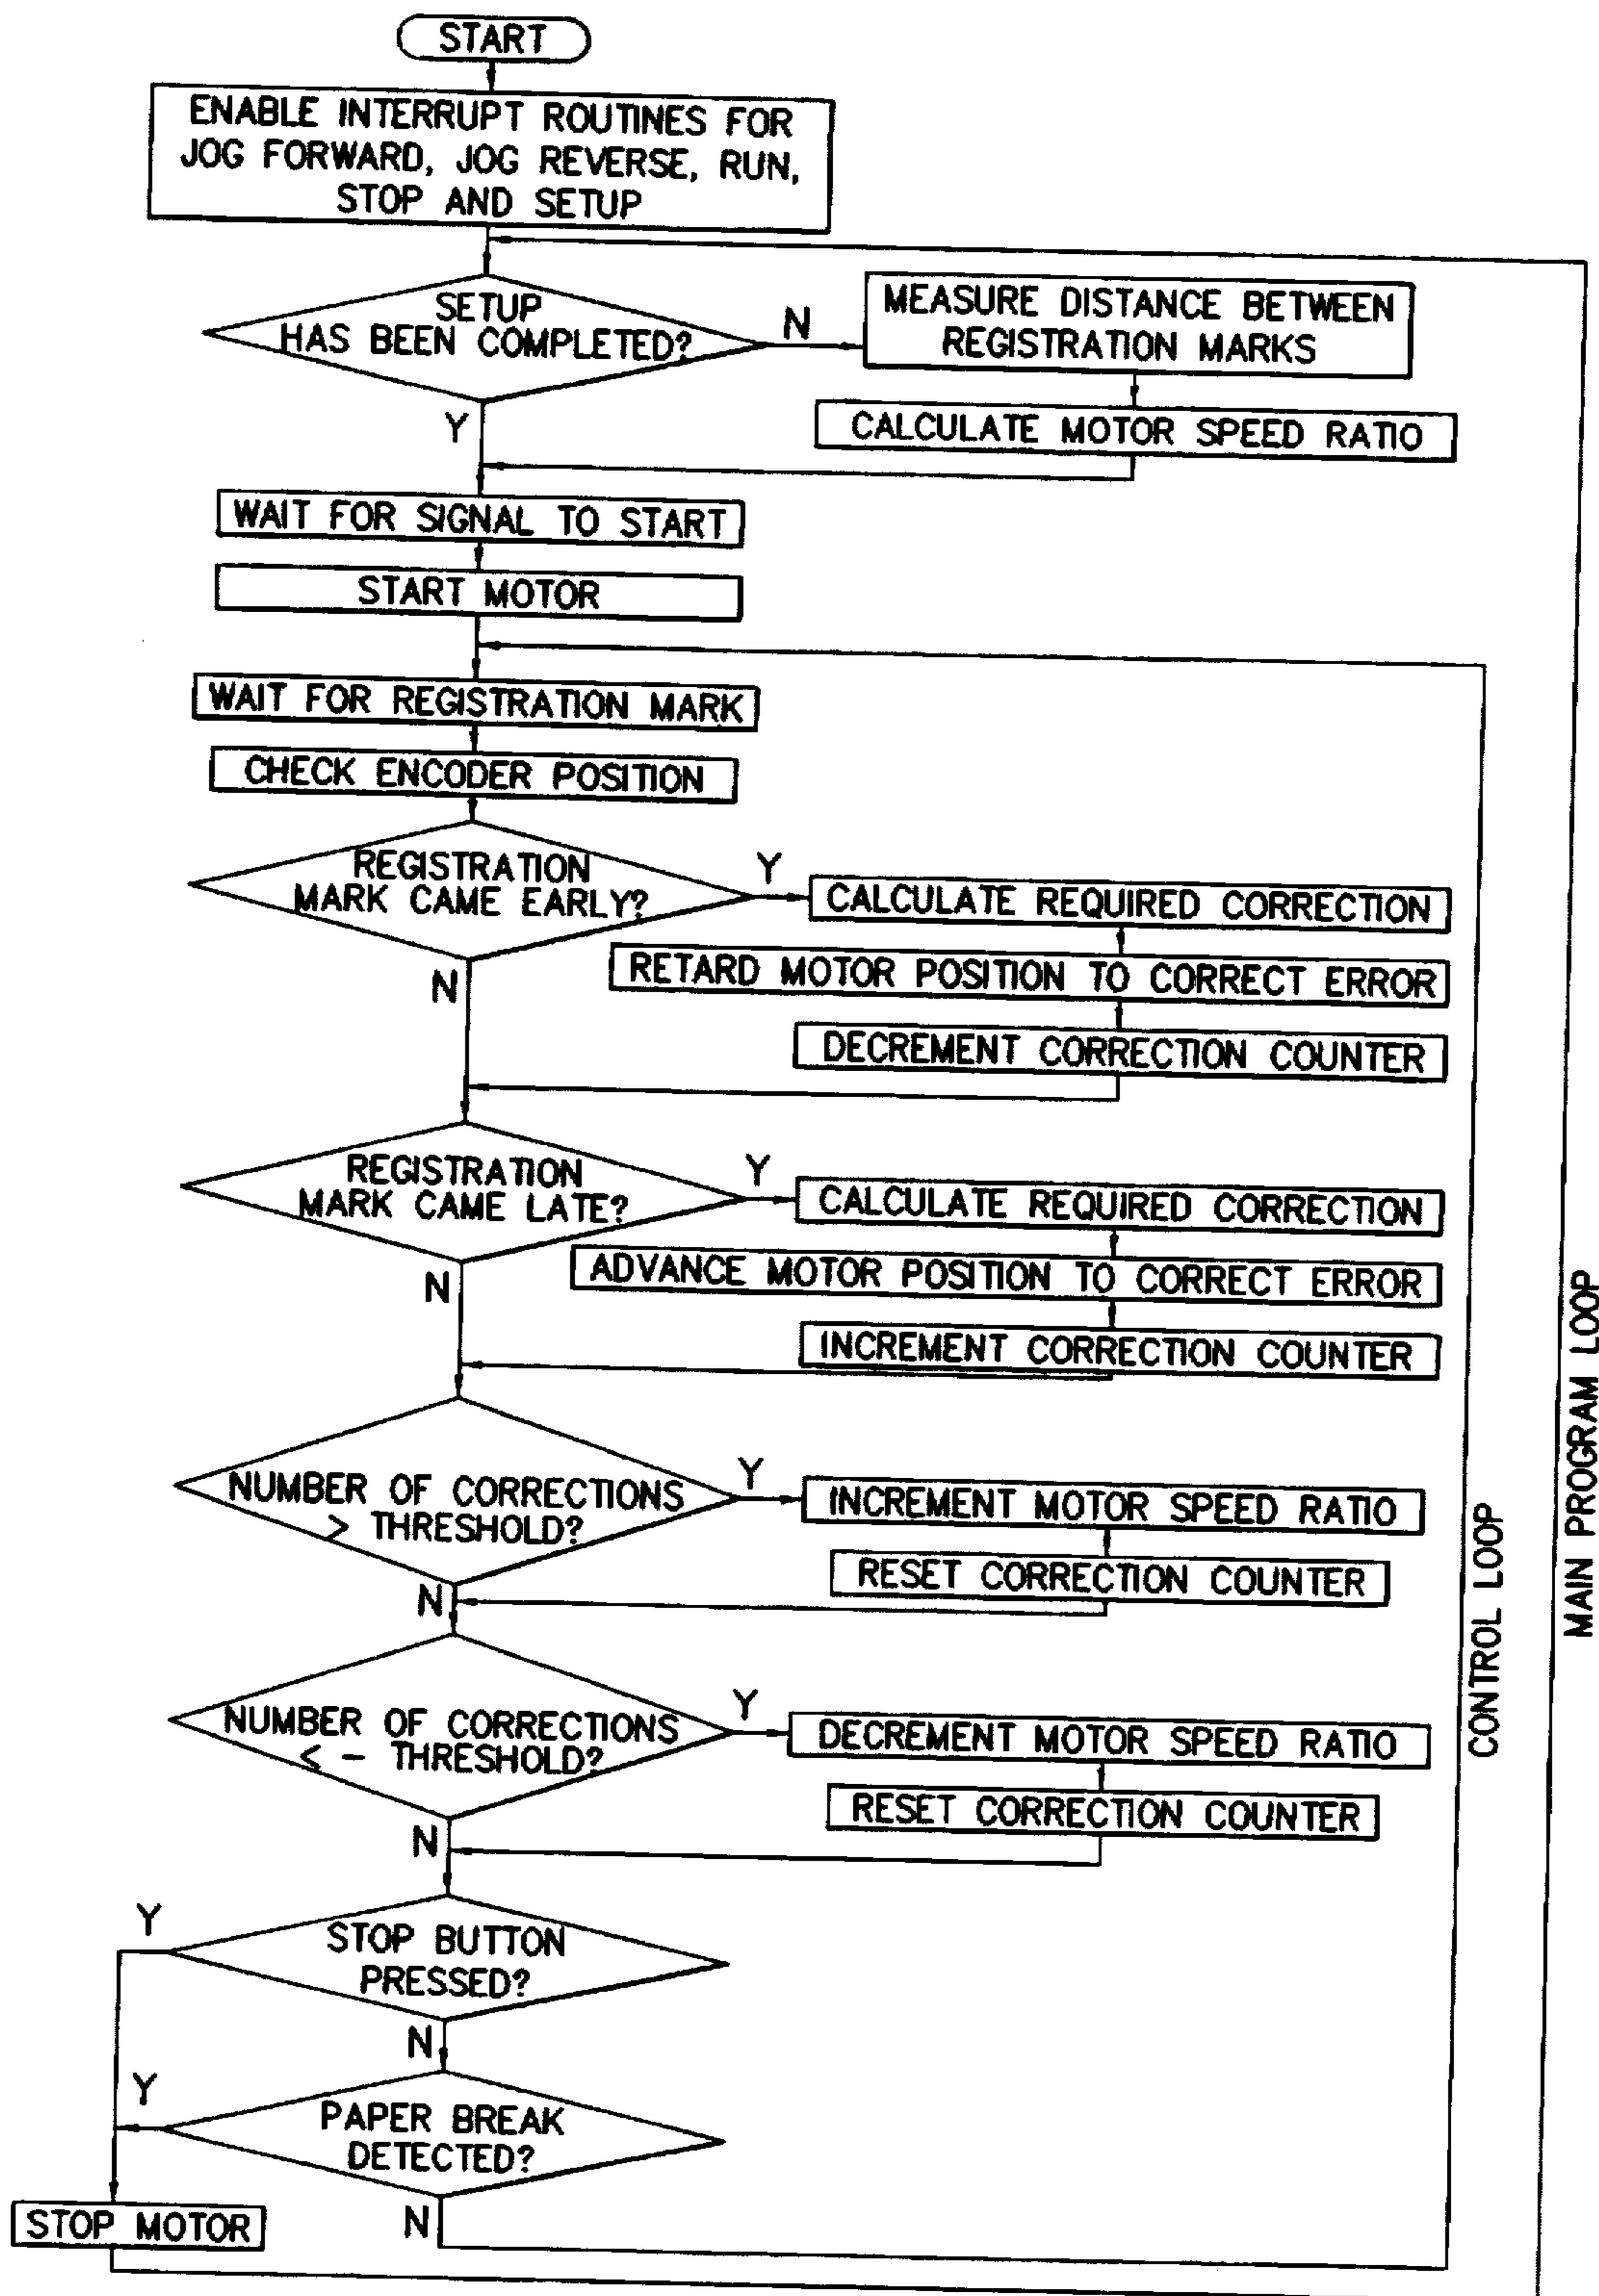 START
ENABLE INTERRUPT ROUTINES FOR
JOG FORWARD, JOG REVERSE, RUN,
STOP AND SETUP
SETUP
HAS BEEN COMPLETED?
N
MEASURE DISTANCE BETWEEN
REGISTRATION MARKS
Y
CALCULATE MOTOR SPEED RATIO
WAIT FOR SIGNAL TO START
START MOTOR
WAIT FOR REGISTRATION MARK
CHECK ENCODER POSITION
REGISTRATION
MARK CAME EARLY?
Y
CALCULATE REQUIRED CORRECTION
N
RETARD MOTOR POSITION TO CORRECT ERROR
DECREMENT CORRECTION COUNTER
REGISTRATION
MARK CAME LATE?
Y
CALCULATE REQUIRED CORRECTION
N
ADVANCE MOTOR POSITION TO CORRECT ERROR
INCREMENT CORRECTION COUNTER
NUMBER OF CORRECTIONS
> THRESHOLD?
Y
INCREMENT MOTOR SPEED RATIO
N
RESET CORRECTION COUNTER
NUMBER OF CORRECTIONS
< - THRESHOLD?
Y
DECREMENT MOTOR SPEED RATIO
N
RESET CORRECTION COUNTER
STOP BUTTON
PRESSED?
Y
N
PAPER BREAK
DETECTED?
Y
N
STOP MOTOR
CONTROL LOOP
MAIN PROGRAM LOOP